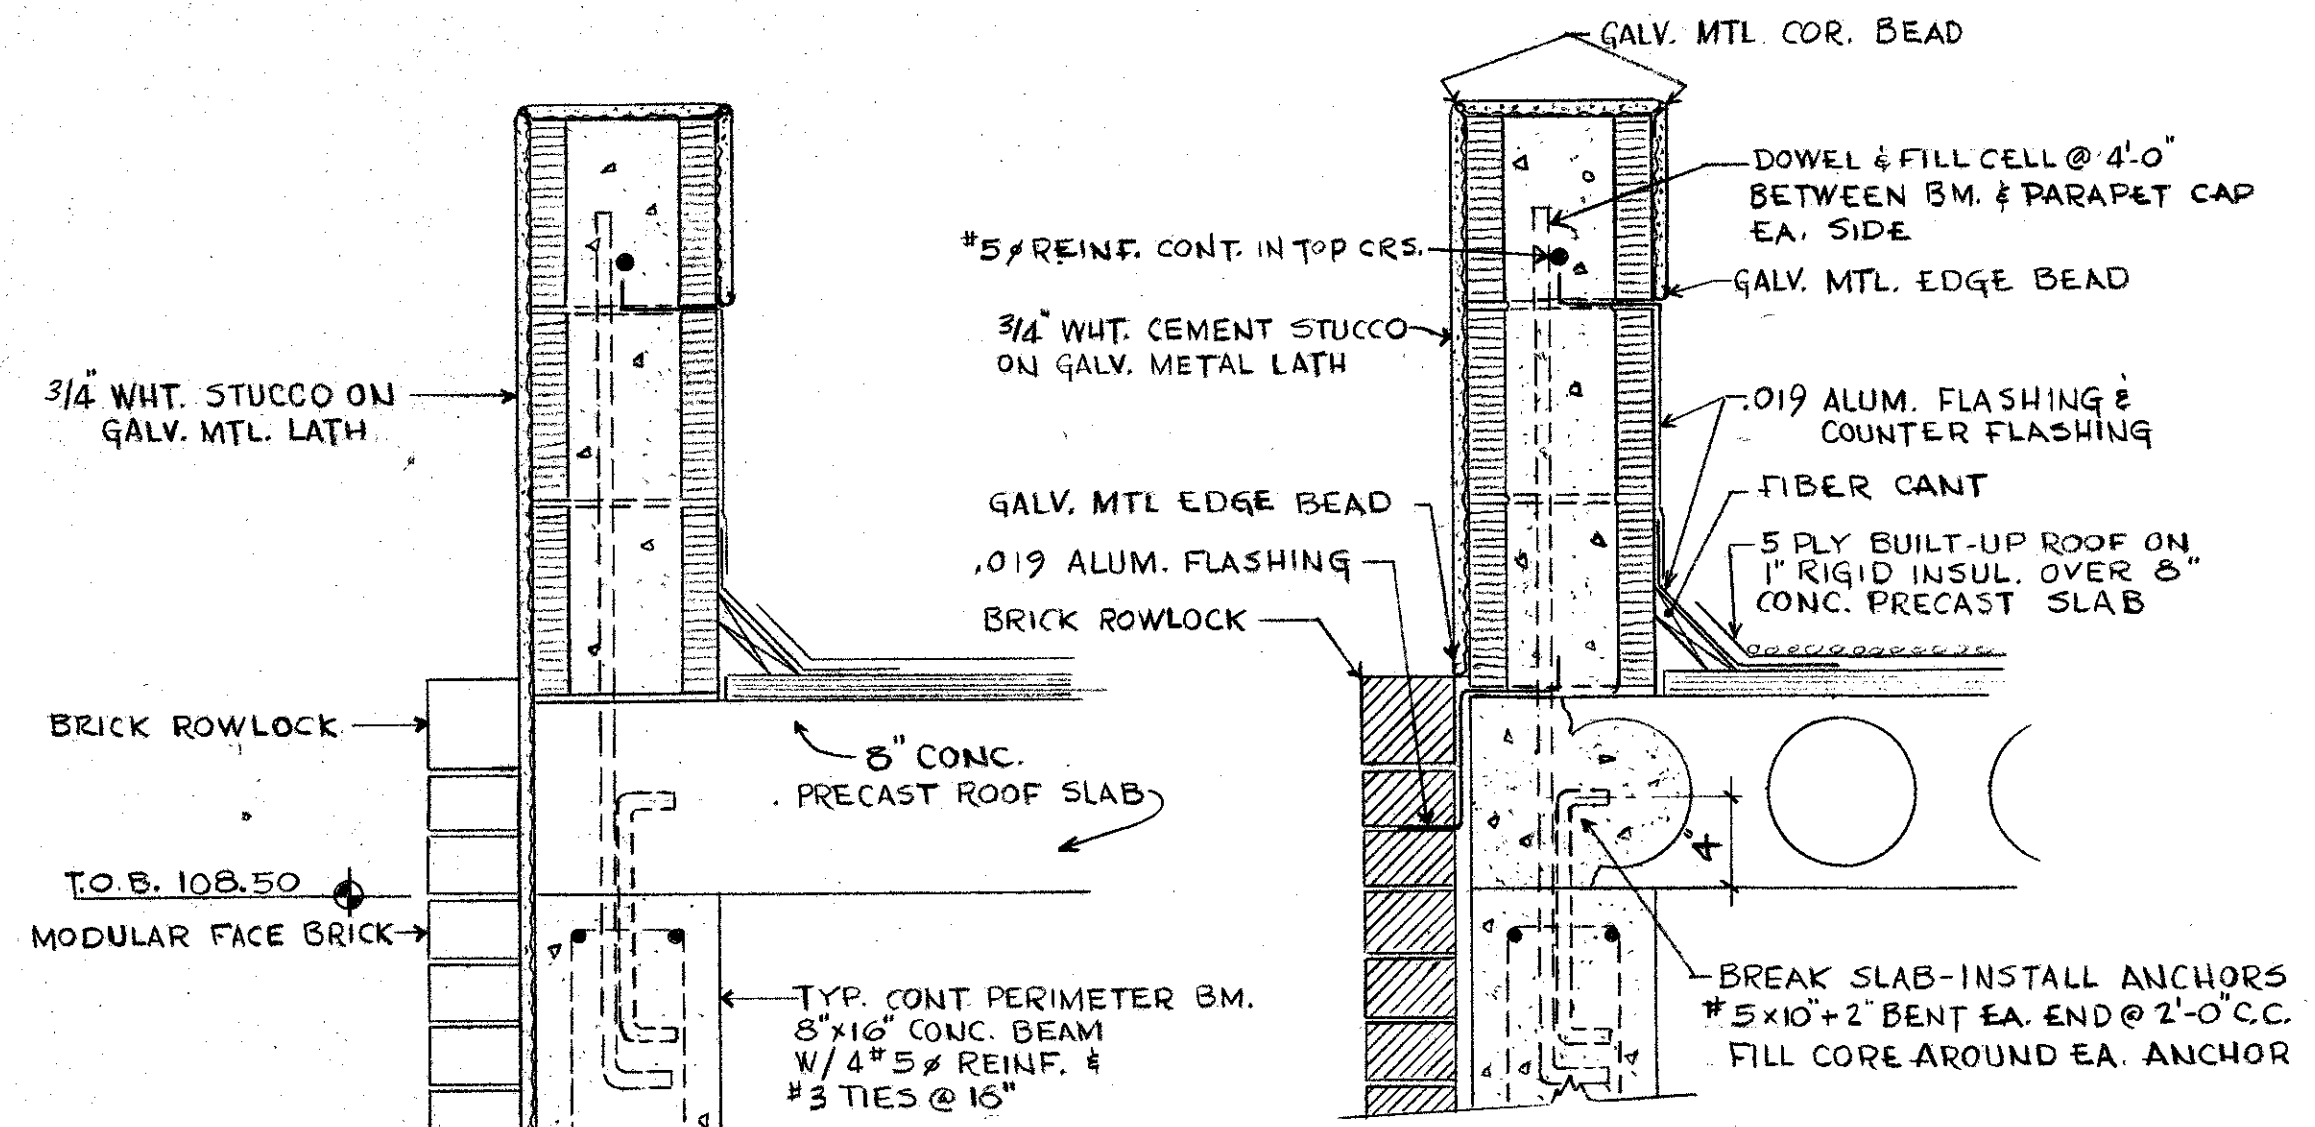 GALV. MTL. COR. BEAD
DOWEL & FILL CELL @ 4'-0"
BETWEEN BM. & PARAPET CAP
EA. SIDE
#5 ø REINF. CONT. IN TOP CRS.
GALV. MTL. EDGE BEAD
3/4" WHT. CEMENT STUCCO
ON GALV. METAL LATH
3/4" WHT. STUCCO ON
GALV. MTL. LATH
.019 ALUM. FLASHING &
COUNTER FLASHING
FIBER CANT
GALV. MTL EDGE BEAD
.019 ALUM. FLASHING
5 PLY BUILT-UP ROOF ON
1" RIGID INSUL. OVER 8"
CONC. PRECAST SLAB
BRICK ROWLOCK
BRICK ROWLOCK
8" CONC.
PRECAST ROOF SLAB
4"
T.O.B. 108.50
MODULAR FACE BRICK
TYP. CONT. PERIMETER BM.
8"x16" CONC. BEAM
W/ 4 #5 ø REINF. &
#3 TIES @ 16"
BREAK SLAB-INSTALL ANCHORS
#5x10"+2" BENT EA. END @ 2'-0" C.C.
FILL CORE AROUND EA. ANCHOR